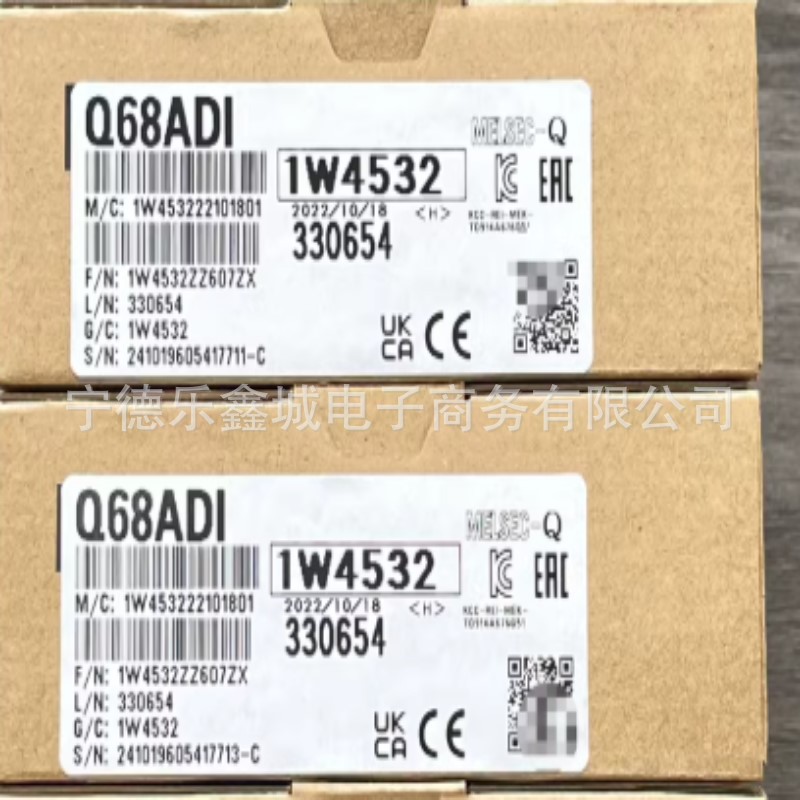 Q68ADI
MELSEC-Q
1W4532
EAC
M/C: 1W453222101801
2022/10/18 <H>
330654
F/N: 1W4532ZZ607ZX
L/N: 330654
G/C: 1W4532
S/N: 241019605417711-C
UK
CA CE
宁德乐鑫城电子商务有限公司
Q68ADI
MELSEC-Q
1W4532
EAC
M/C: 1W453222101801
2022/10/18 <H>
330654
F/N: 1W4532ZZ607ZX
L/N: 330654
G/C: 1W4532
S/N: 241019605417713-C
UK
CA CE